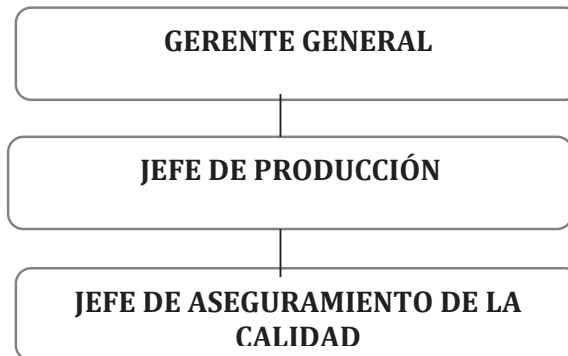 GERENTE GENERAL
JEFE DE PRODUCCIÓN
JEFE DE ASEGURAMIENTO DE LA
CALIDAD